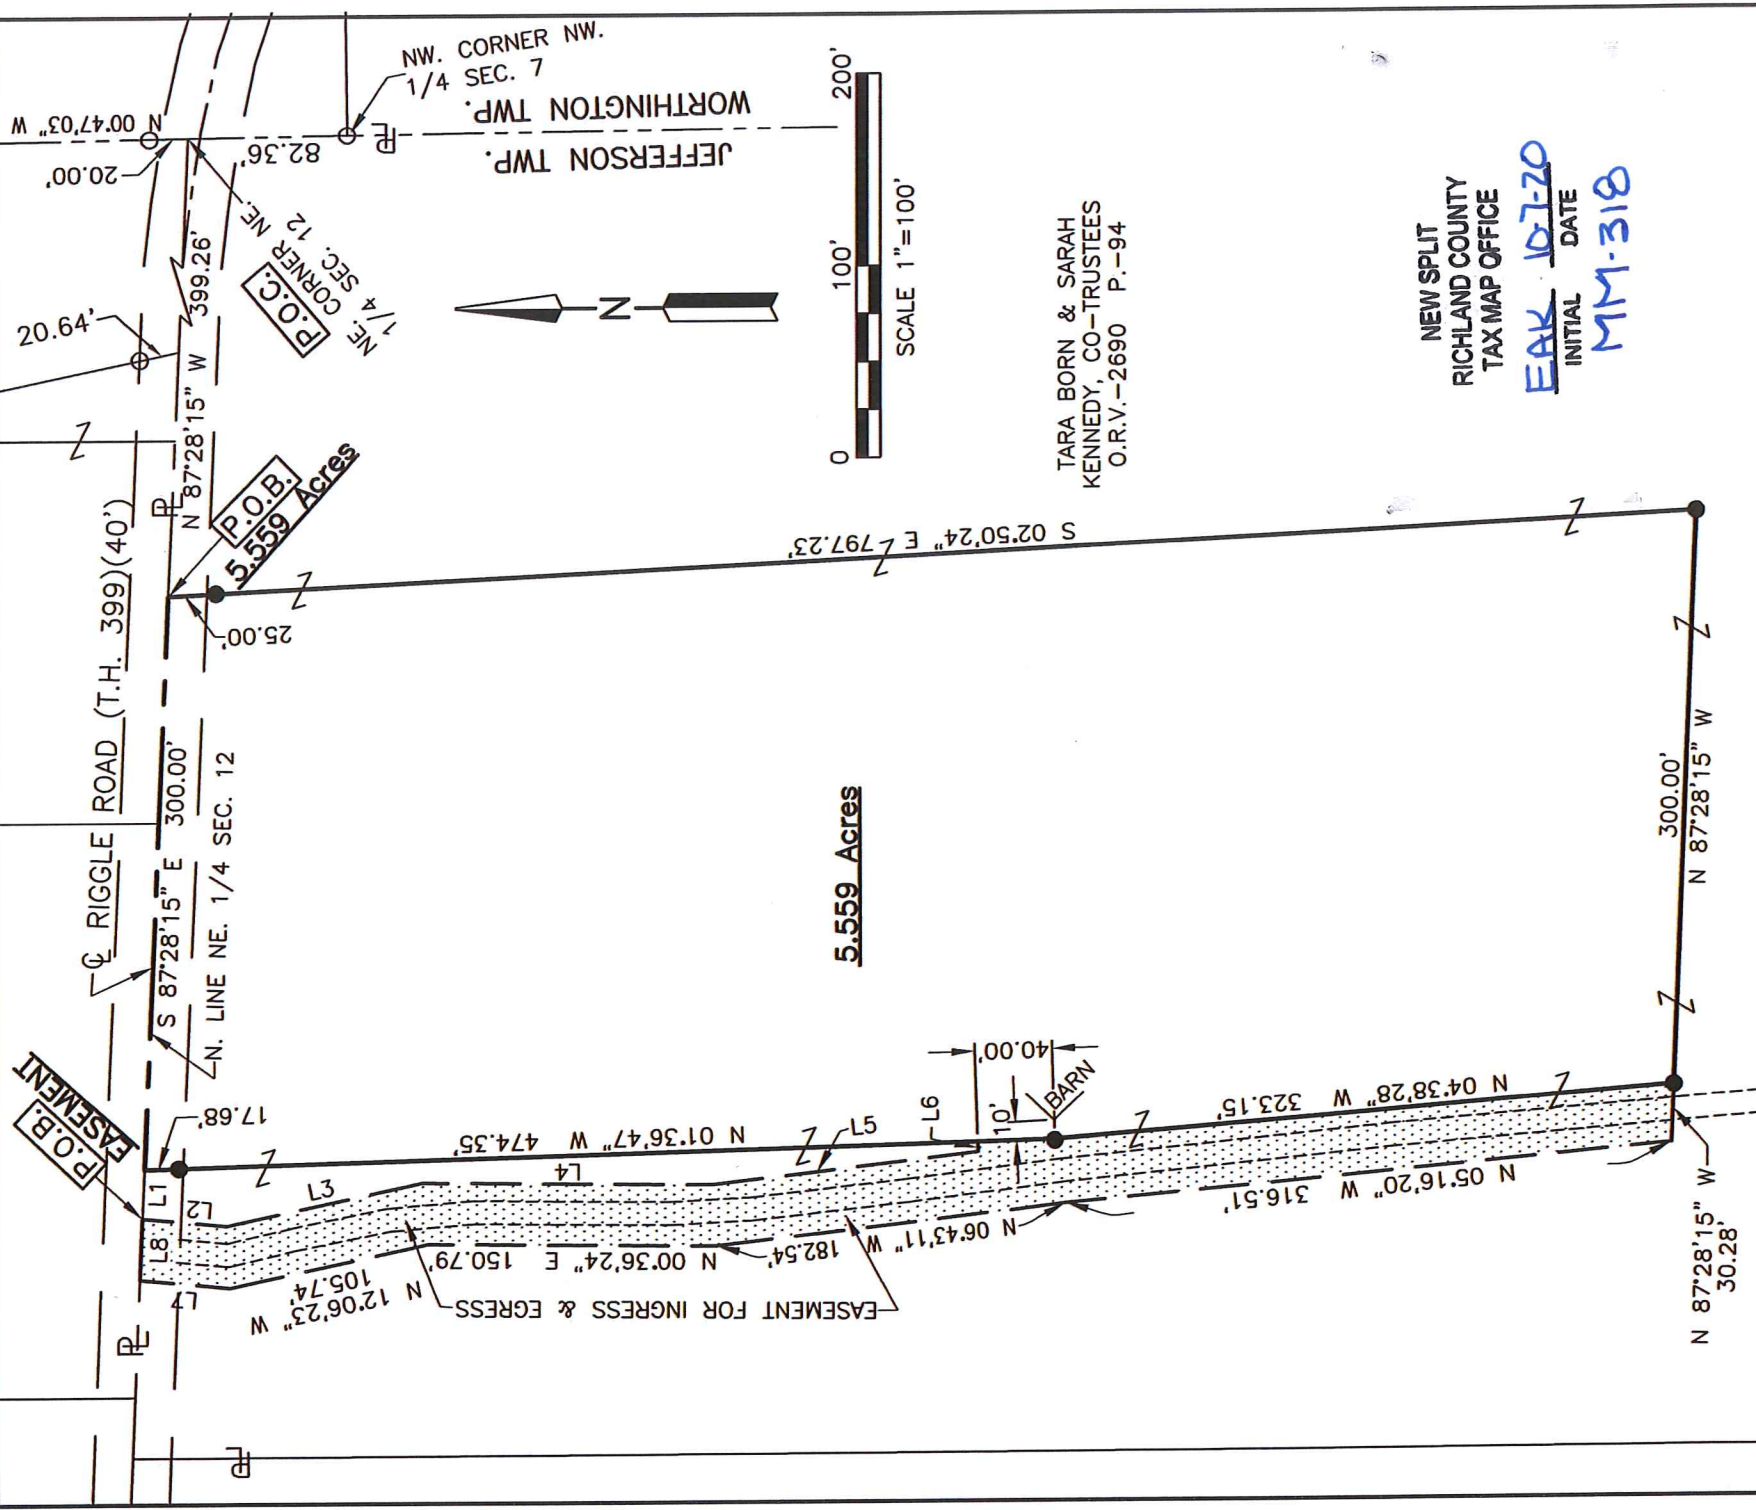 N 00°47'03" W
20.00'
NW. CORNER NW.
1/4 SEC. 7
WORTHINGTON TWP.
JEFFERSON TWP.
82.36'
P.O.C.
NE. CORNER NE.
1/4 SEC. 12
20.64'
N 87°28'15" W 399.26'
N
0 100' 200'
SCALE 1"=100'
TARA BORN & SARAH
KENNEDY, CO-TRUSTEES
O.R.V.-2690 P.-94
NEW SPLIT
RICHLAND COUNTY
TAX MAP OFFICE
EAK 10-7-20
INITIAL DATE
MM-318
P.O.B.
5.559 Acres
25.00'
℄ RIGGLE ROAD (T.H. 399)(40')
S 87°28'15" E 300.00'
N. LINE NE. 1/4 SEC. 12
S 02°50'24" E 797.23'
5.559 Acres
300.00'
N 87°28'15" W
P.O.B.
EASEMENT
17.68'
L1
L2
L3
L4
L5
L6
L7
L8
N 01°36'47" W 474.35'
40.00'
10'
BARN
N 04°38'28" W 323.15'
N 05°16'20" W 316.51'
N 06°43'11" W 182.54'
N 00°36'24" E 150.79'
N 12°06'23" W
105.74'
EASEMENT FOR INGRESS & EGRESS
N 87°28'15" W
30.28'
PL
PL
PL
PL